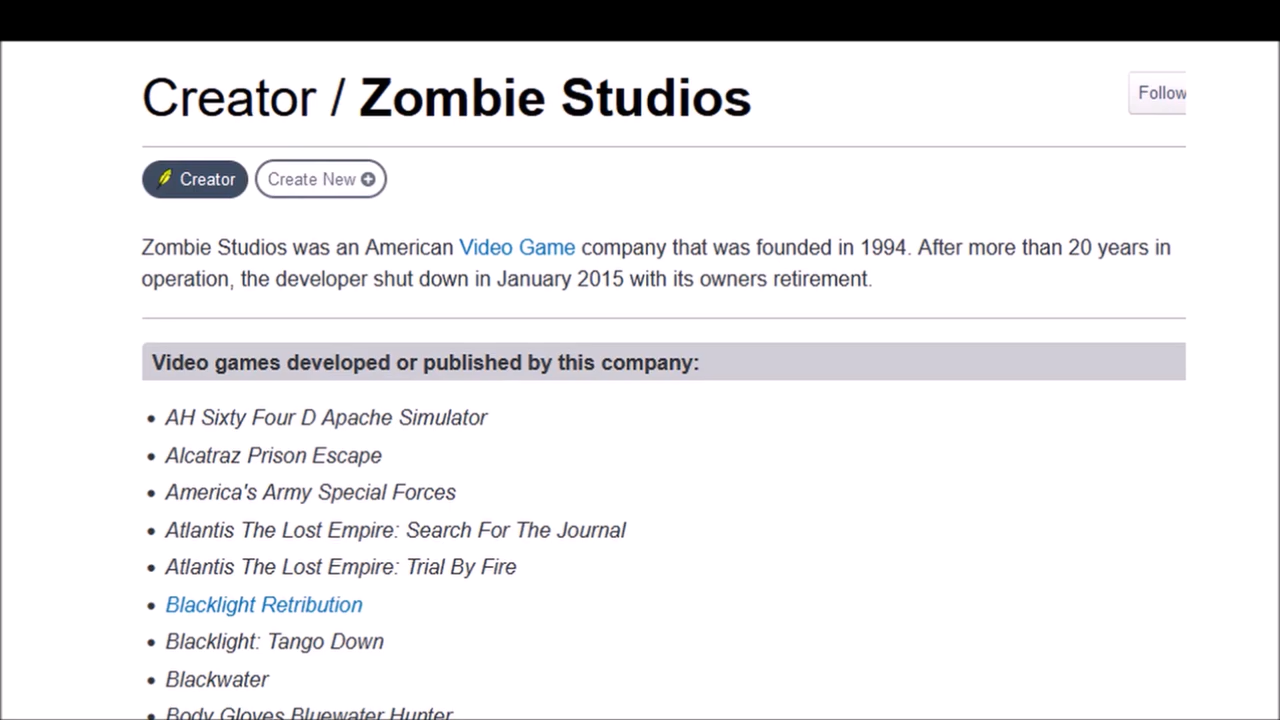 Creator / Zombie Studios
Follow
Creator
Create New
Zombie Studios was an American Video Game company that was founded in 1994. After more than 20 years in
operation, the developer shut down in January 2015 with its owners retirement.
Video games developed or published by this company:
• AH Sixty Four D Apache Simulator
• Alcatraz Prison Escape
• America's Army Special Forces
• Atlantis The Lost Empire: Search For The Journal
• Atlantis The Lost Empire: Trial By Fire
• Blacklight Retribution
• Blacklight: Tango Down
• Blackwater
• Body Gloves Bluewater Hunter